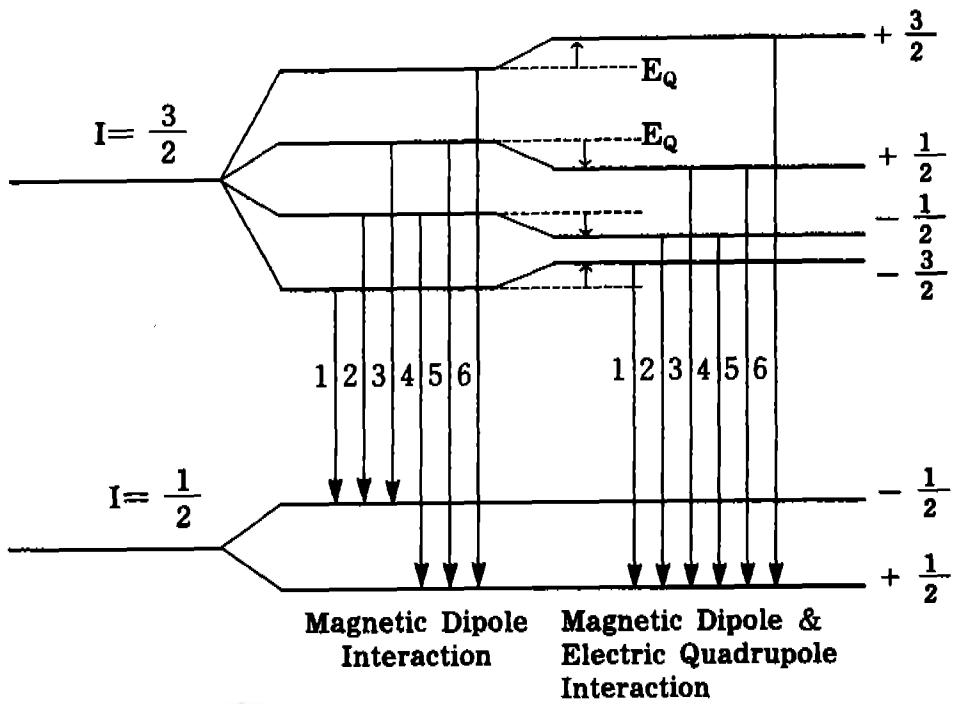 + 3/2
E_Q
I= 3/2
E_Q
+ 1/2
- 1/2
- 3/2
1 2 3 4 5 6
1 2 3 4 5 6
I= 1/2
- 1/2
+ 1/2
Magnetic Dipole
Interaction
Magnetic Dipole &
Electric Quadrupole
Interaction